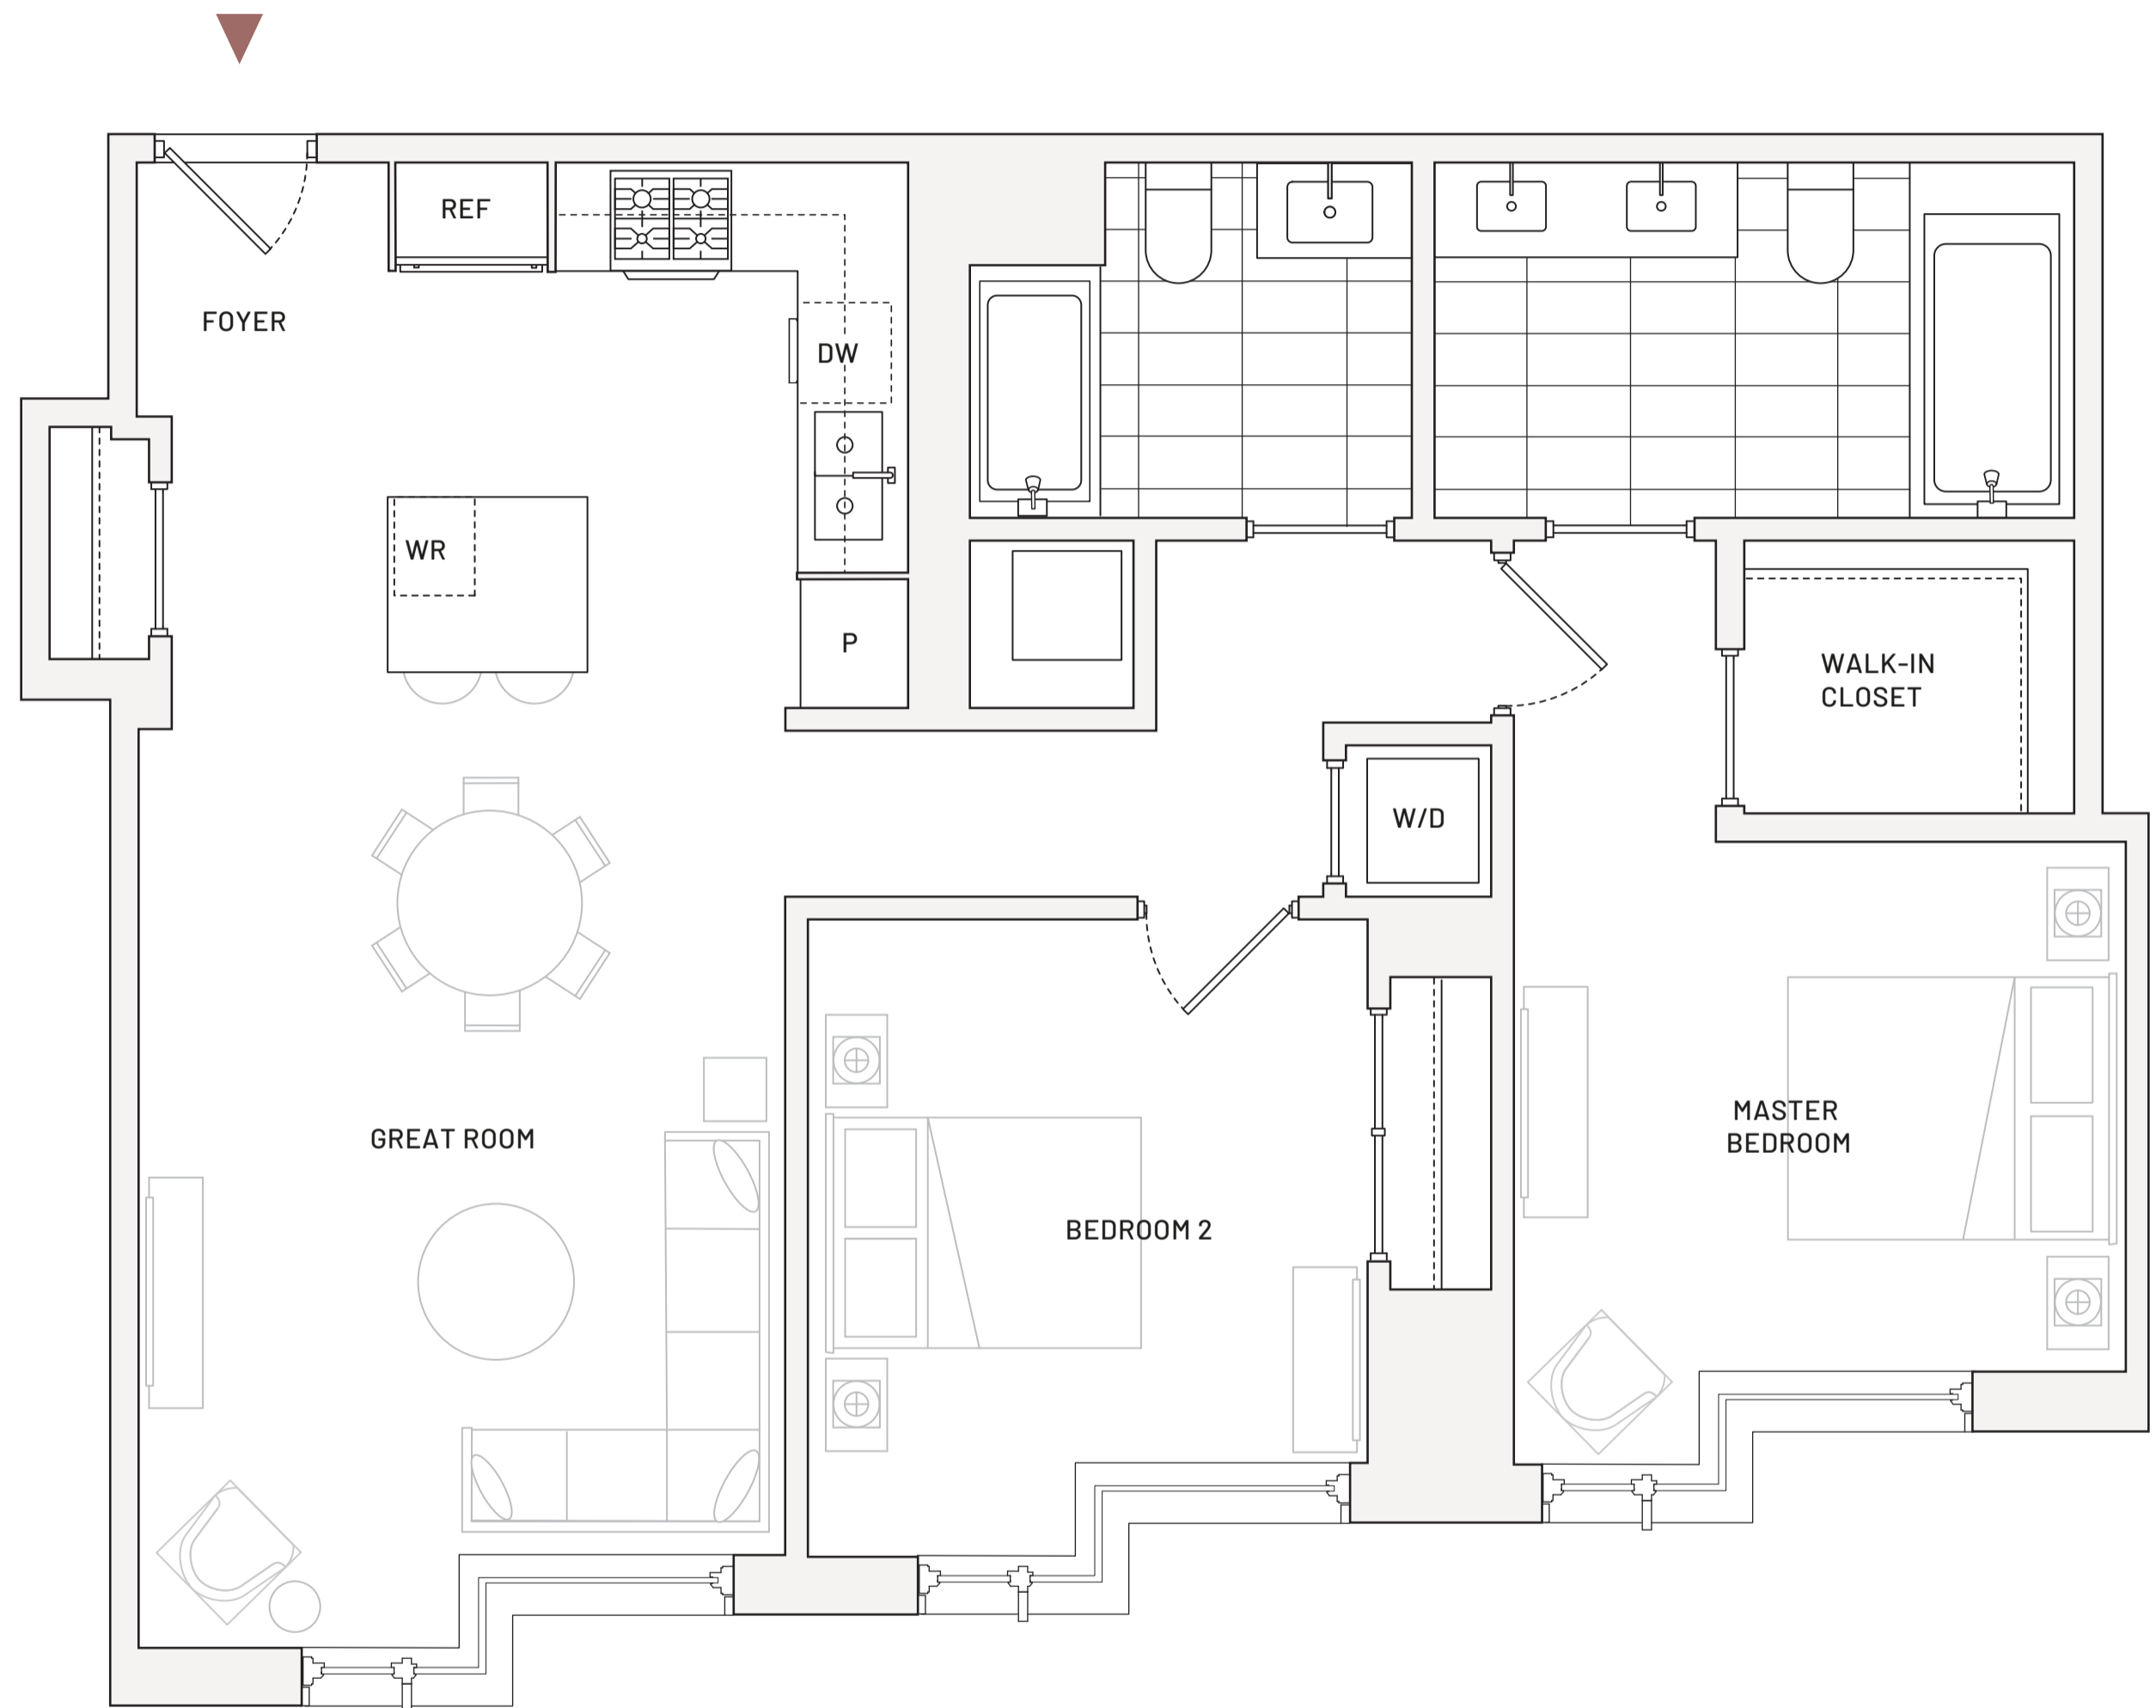 REF
FOYER
DW
WR
P
WALK-IN
CLOSET
W/D
MASTER
BEDROOM
GREAT ROOM
BEDROOM 2